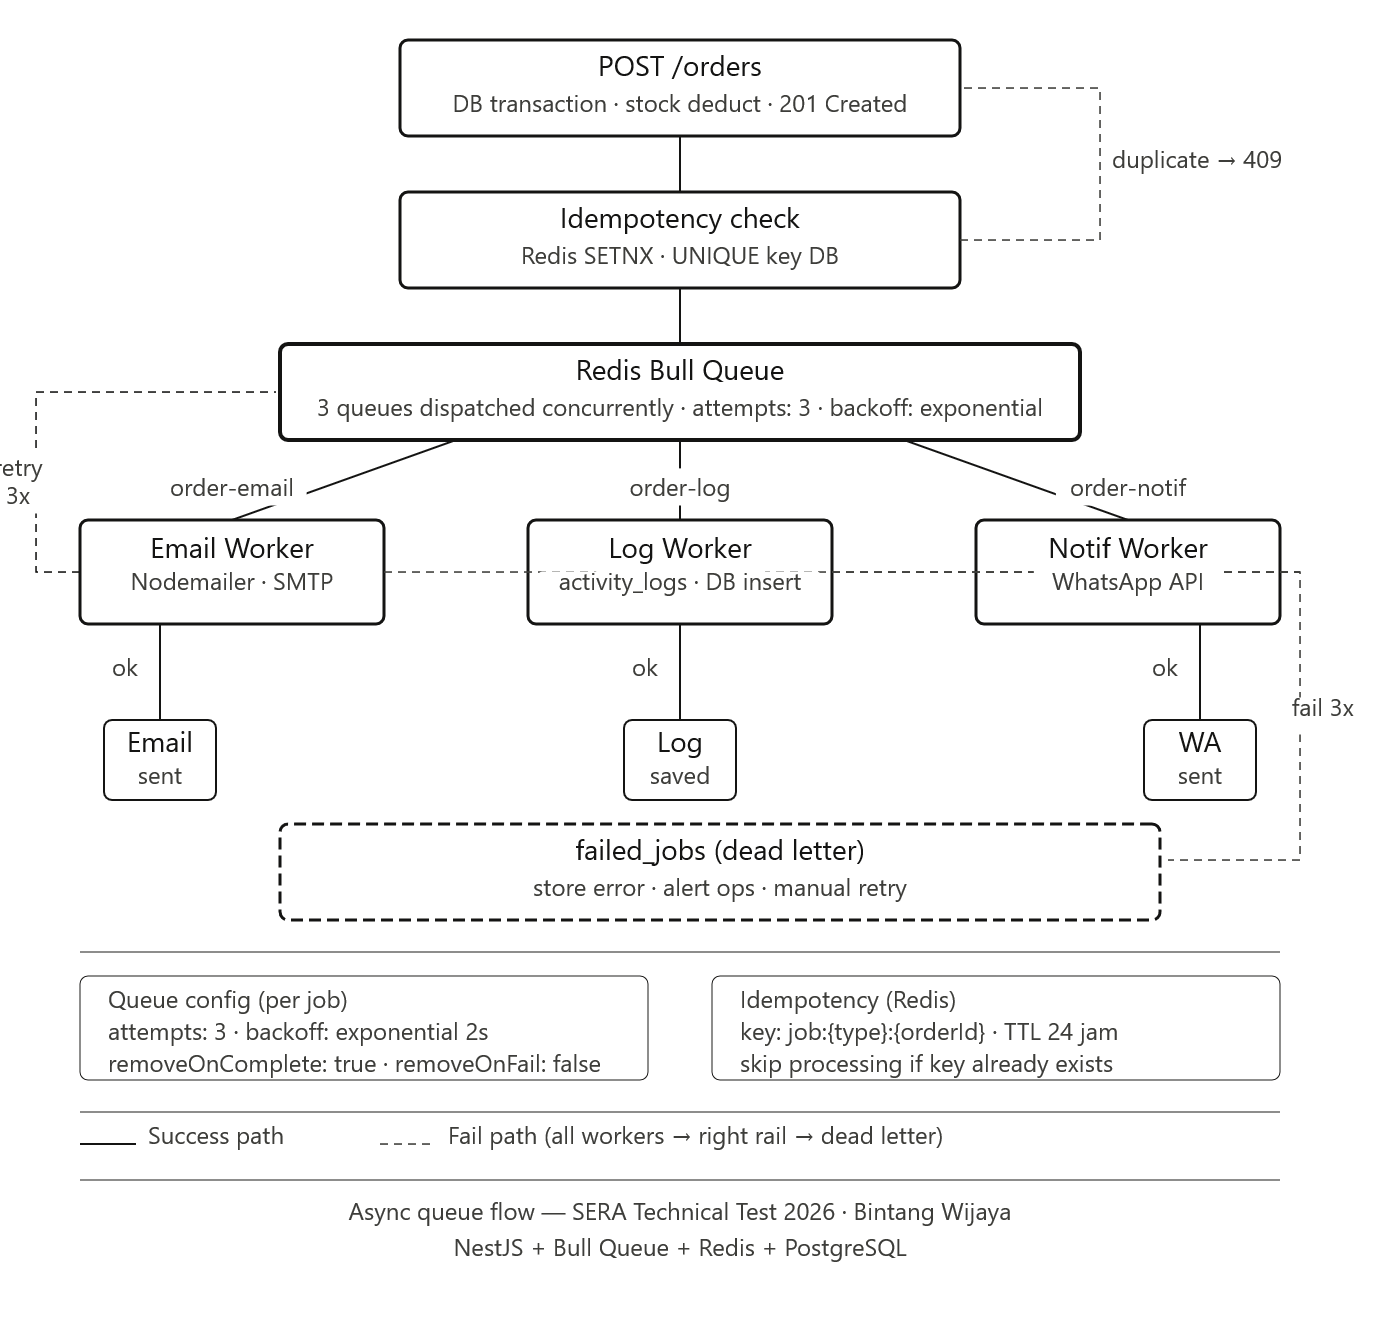 POST /orders
DB transaction · stock deduct · 201 Created
duplicate → 409
Idempotency check
Redis SETNX · UNIQUE key DB
Redis Bull Queue
3 queues dispatched concurrently · attempts: 3 · backoff: exponential
retry
3x
order-email
order-log
order-notif
Email Worker
Nodemailer · SMTP
Log Worker
activity_logs · DB insert
Notif Worker
WhatsApp API
ok
ok
ok
fail 3x
Email
sent
Log
saved
WA
sent
failed_jobs (dead letter)
store error · alert ops · manual retry
Queue config (per job)
attempts: 3 · backoff: exponential 2s
removeOnComplete: true · removeOnFail: false
Idempotency (Redis)
key: job:{type}:{orderId} · TTL 24 jam
skip processing if key already exists
Success path
Fail path (all workers → right rail → dead letter)
Async queue flow — SERA Technical Test 2026 · Bintang Wijaya
NestJS + Bull Queue + Redis + PostgreSQL